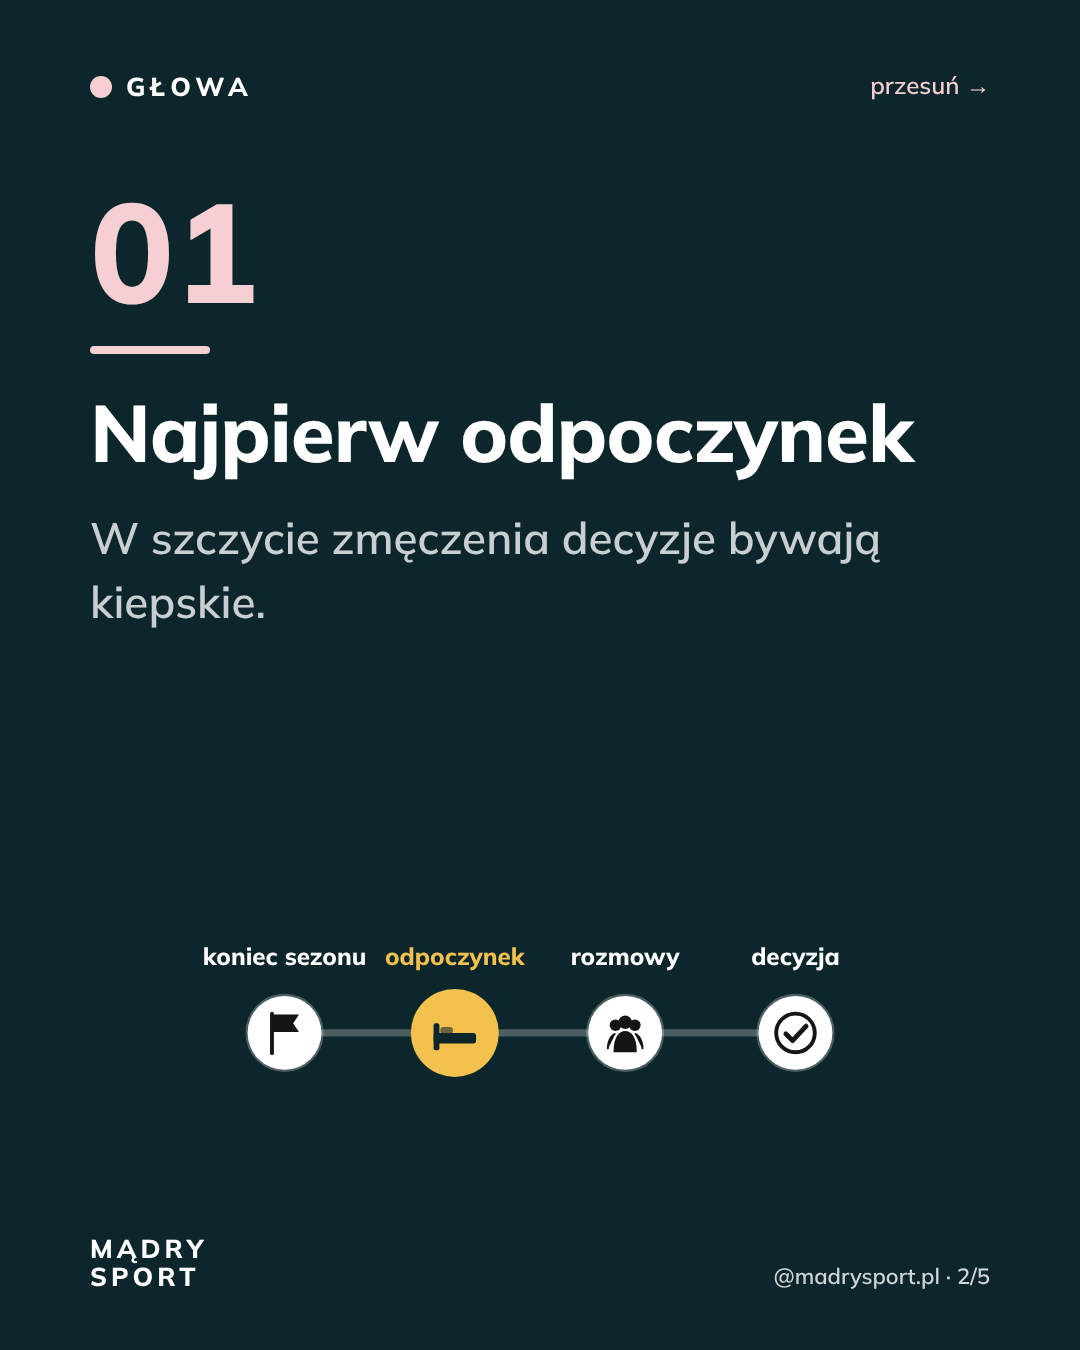 GŁOWA
przesuń →
01
Najpierw odpoczynek
W szczycie zmęczenia decyzje bywają
kiepskie.
koniec sezonu odpoczynek rozmowy decyzja
MĄDRY
SPORT
@madrysport.pl · 2/5